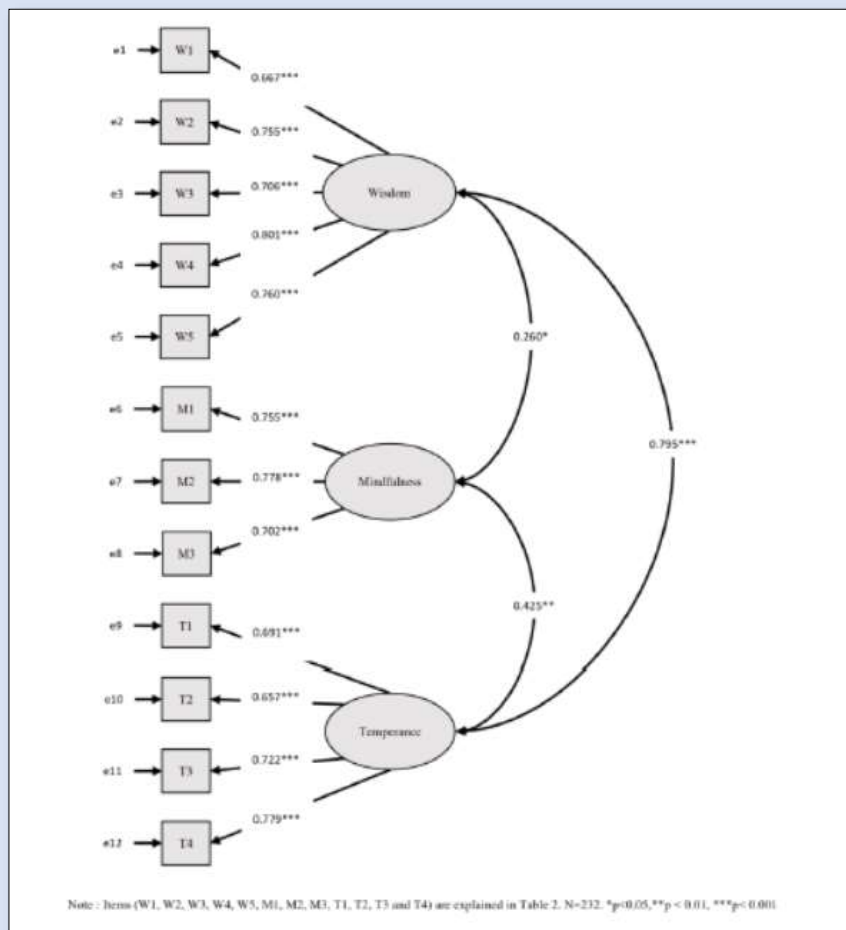 e1 W1
0.667***
e2 W2
0.755***
e3 W3 0.706*** Wisdom
0.801***
e4 W4
0.760***
e5 W5
0.260*
e6 M1
0.755***
0.795***
e7 M2 0.778*** Mindfulness
0.702***
e8 M3
0.425**
e9 T1
0.691***
e10 T2 0.657***
Temperance
0.722***
e11 T3
0.779***
e12 T4
Note : Items (W1, W2, W3, W4, W5, M1, M2, M3, T1, T2, T3 and T4) are explained in Table 2. N=232. *p<0.05,**p < 0.01, ***p< 0.001